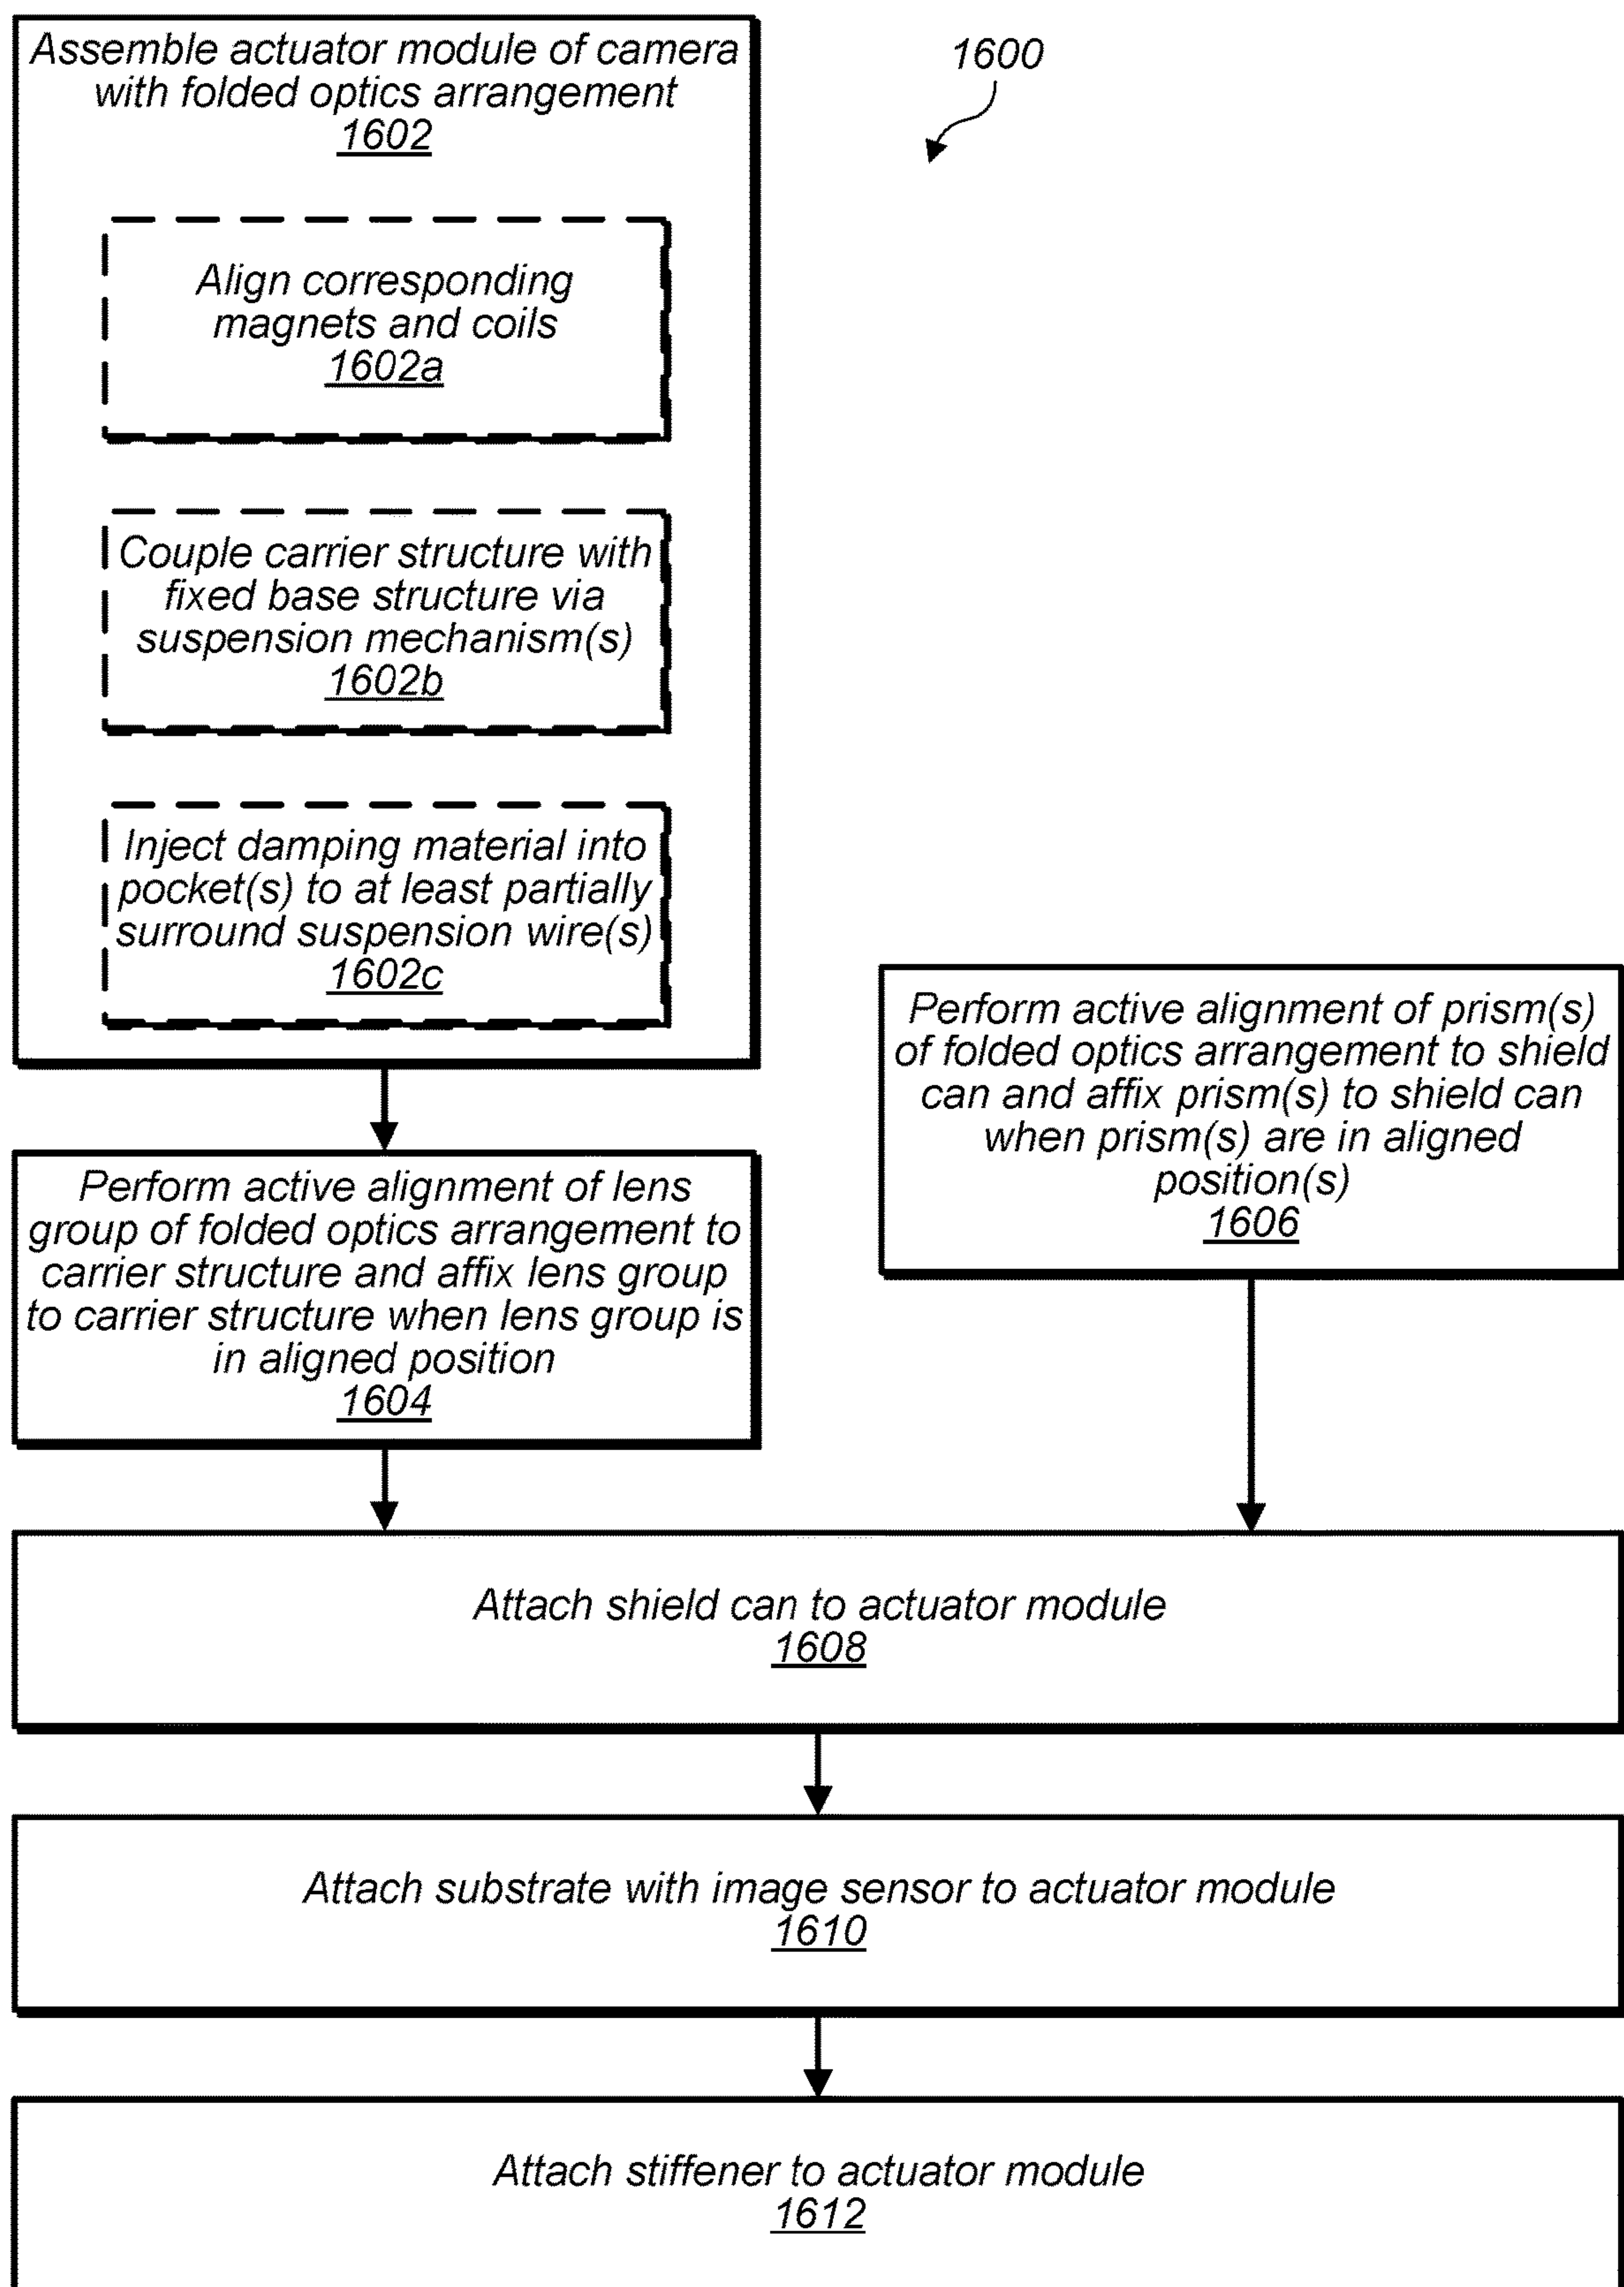 Assemble actuator module of camera
with folded optics arrangement
1602
1600
Align corresponding
magnets and coils
1602a
Couple carrier structure with
fixed base structure via
suspension mechanism(s)
1602b
Inject damping material into
pocket(s) to at least partially
surround suspension wire(s)
1602c
Perform active alignment of prism(s)
of folded optics arrangement to shield
can and affix prism(s) to shield can
when prism(s) are in aligned
position(s)
1606
Perform active alignment of lens
group of folded optics arrangement to
carrier structure and affix lens group
to carrier structure when lens group is
in aligned position
1604
Attach shield can to actuator module
1608
Attach substrate with image sensor to actuator module
1610
Attach stiffener to actuator module
1612